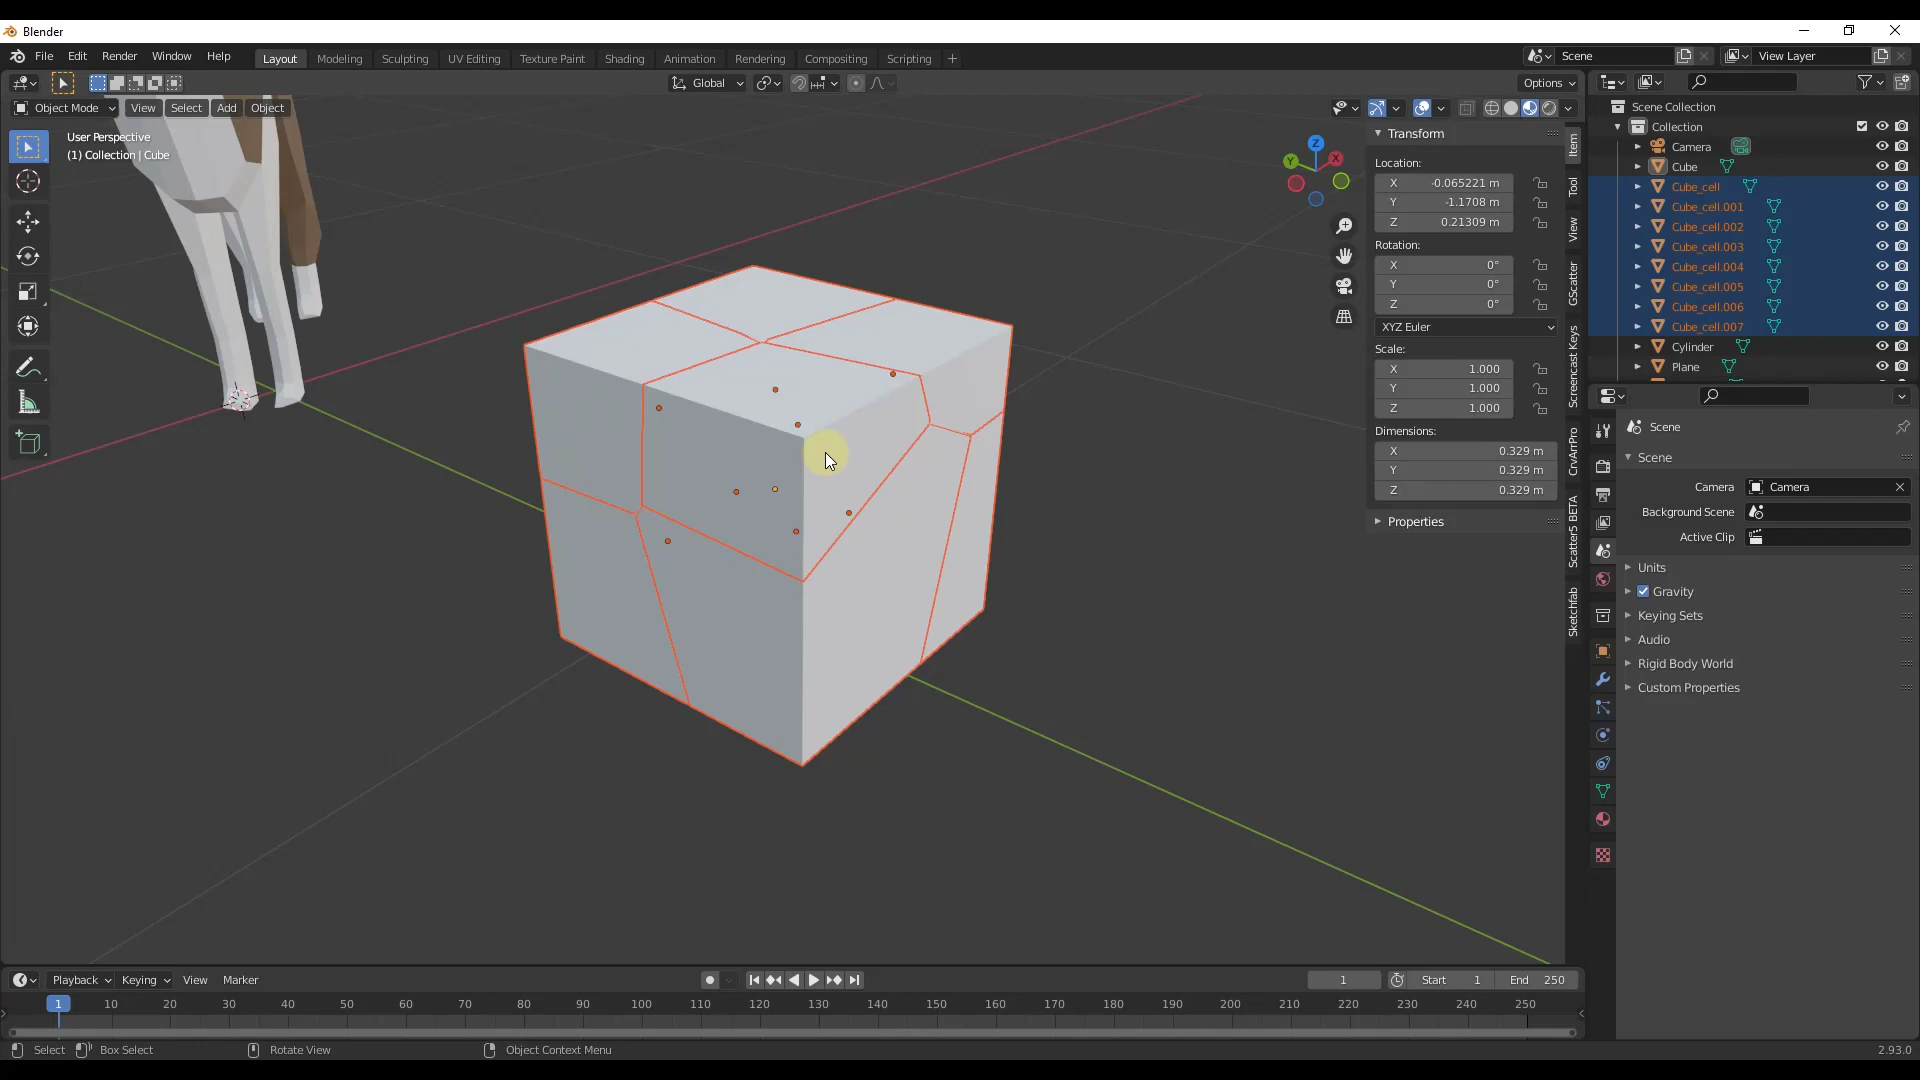 Blender
File Edit Render Window Help Layout Modeling Sculpting UV Editing Texture Paint Shading Animation Rendering Compositing Scripting + Scene View Layer
Global Options
Object Mode View Select Add Object
User Perspective
(1) Collection | Cube
Z
Y
X
Transform
Location:
X -0.065221 m
Y -1.1708 m
Z 0.21309 m
Rotation:
X 0°
Y 0°
Z 0°
XYZ Euler
Scale:
X 1.000
Y 1.000
Z 1.000
Dimensions:
X 0.329 m
Y 0.329 m
Z 0.329 m
Properties
Item
Tool
View
GScatter
Screencast Keys
CrvArrPro
Scatter5 BETA
Sketchfab
Scene Collection
Collection
Camera
Cube
Cube_cell
Cube_cell.001
Cube_cell.002
Cube_cell.003
Cube_cell.004
Cube_cell.005
Cube_cell.006
Cube_cell.007
Cylinder
Plane
Scene
Scene
Camera Camera
Background Scene
Active Clip
Units
Gravity
Keying Sets
Audio
Rigid Body World
Custom Properties
Playback Keying View Marker 1 Start 1 End 250
1 10 20 30 40 50 60 70 80 90 100 110 120 130 140 150 160 170 180 190 200 210 220 230 240 250
Select Box Select Rotate View Object Context Menu 2.93.0